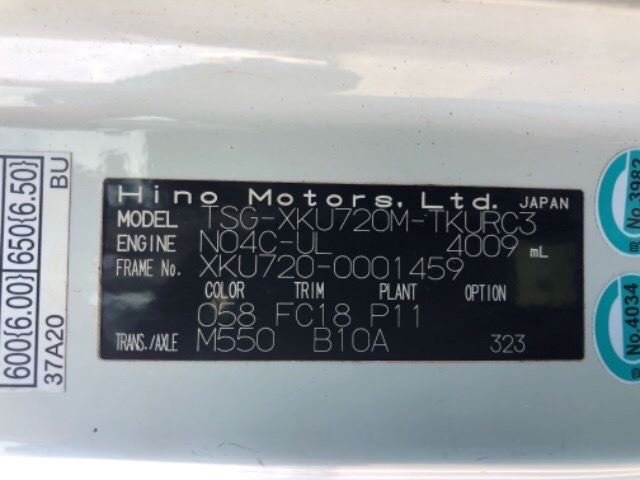 Hino Motors, Ltd. JAPAN
MODEL TSG-XKU720M-TKURC3
ENGINE N04C-UL 4009 mL
FRAME No. XKU720-0001459
COLOR TRIM PLANT OPTION
058 FC18 P11
TRANS./AXLE M550 B10A 323
600{6.00} 650{6.50}
37A20 BU
No.3982
No.4034